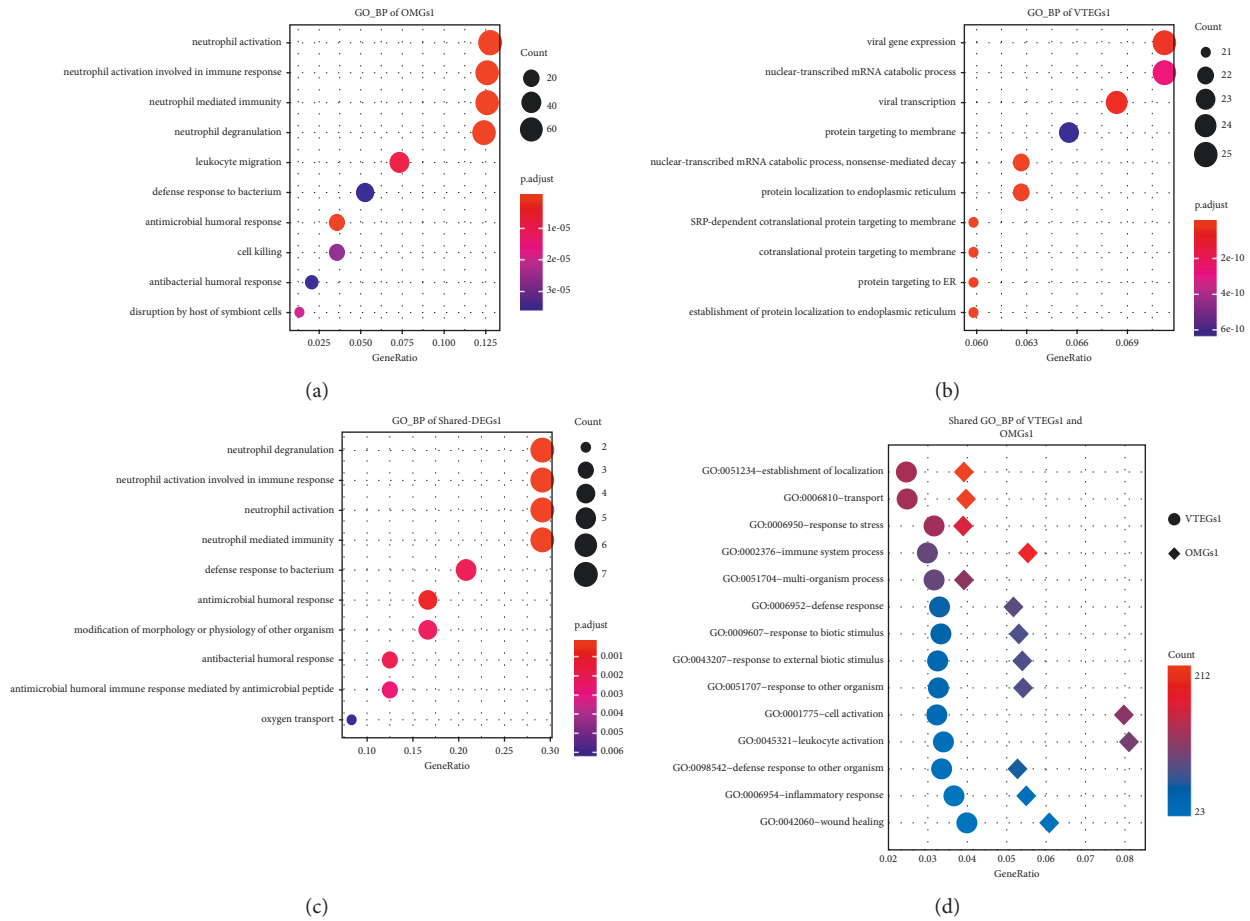 GO_BP of OMGs1
neutrophil activation
neutrophil activation involved in immune response
neutrophil mediated immunity
neutrophil degranulation
leukocyte migration
defense response to bacterium
antimicrobial humoral response
cell killing
antibacterial humoral response
disruption by host of symbiont cells
0.025 0.050 0.075 0.100 0.125
GeneRatio
Count
20
40
60
p.adjust
1e-05
2e-05
3e-05
(a)
GO_BP of VTEGs1
viral gene expression
nuclear-transcribed mRNA catabolic process
viral transcription
protein targeting to membrane
nuclear-transcribed mRNA catabolic process, nonsense-mediated decay
protein localization to endoplasmic reticulum
SRP-dependent cotranslational protein targeting to membrane
cotranslational protein targeting to membrane
protein targeting to ER
establishment of protein localization to endoplasmic reticulum
0.060 0.063 0.066 0.069
GeneRatio
Count
21
22
23
24
25
p.adjust
2e-10
4e-10
6e-10
(b)
GO_BP of Shared-DEGs1
neutrophil degranulation
neutrophil activation involved in immune response
neutrophil activation
neutrophil mediated immunity
defense response to bacterium
antimicrobial humoral response
modification of morphology or physiology of other organism
antibacterial humoral response
antimicrobial humoral immune response mediated by antimicrobial peptide
oxygen transport
0.10 0.15 0.20 0.25 0.30
GeneRatio
Count
2
3
4
5
6
7
p.adjust
0.001
0.002
0.003
0.004
0.005
0.006
(c)
Shared GO_BP of VTEGs1 and
OMGs1
GO:0051234~establishment of localization
GO:0006810~transport
GO:0006950~response to stress
GO:0002376~immune system process
GO:0051704~multi-organism process
GO:0006952~defense response
GO:0009607~response to biotic stimulus
GO:0043207~response to external biotic stimulus
GO:0051707~response to other organism
GO:0001775~cell activation
GO:0045321~leukocyte activation
GO:0098542~defense response to other organism
GO:0006954~inflammatory response
GO:0042060~wound healing
0.02 0.03 0.04 0.05 0.06 0.07 0.08
GeneRatio
VTEGs1
OMGs1
Count
212
23
(d)